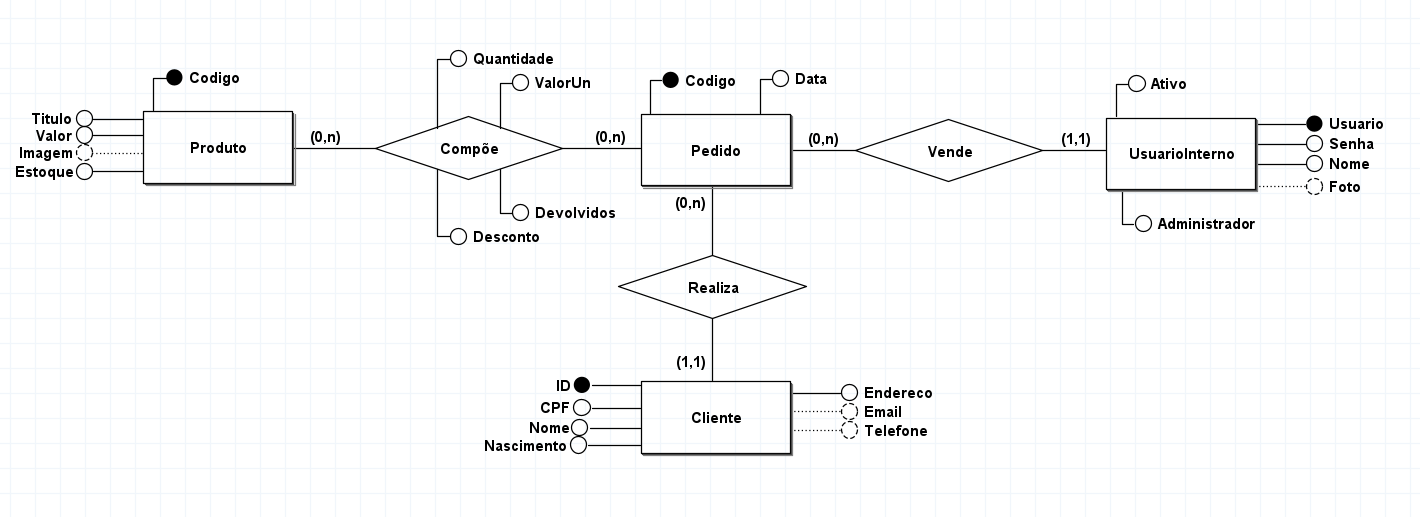 Codigo
Titulo
Valor
Imagem
Estoque
Produto
(0,n)
Quantidade
ValorUn
Compõe
Devolvidos
Desconto
(0,n)
Codigo
Data
Pedido
(0,n)
Vende
(1,1)
Ativo
UsuarioInterno
Usuario
Senha
Nome
Foto
Administrador
(0,n)
Realiza
(1,1)
ID
CPF
Nome
Nascimento
Cliente
Endereco
Email
Telefone